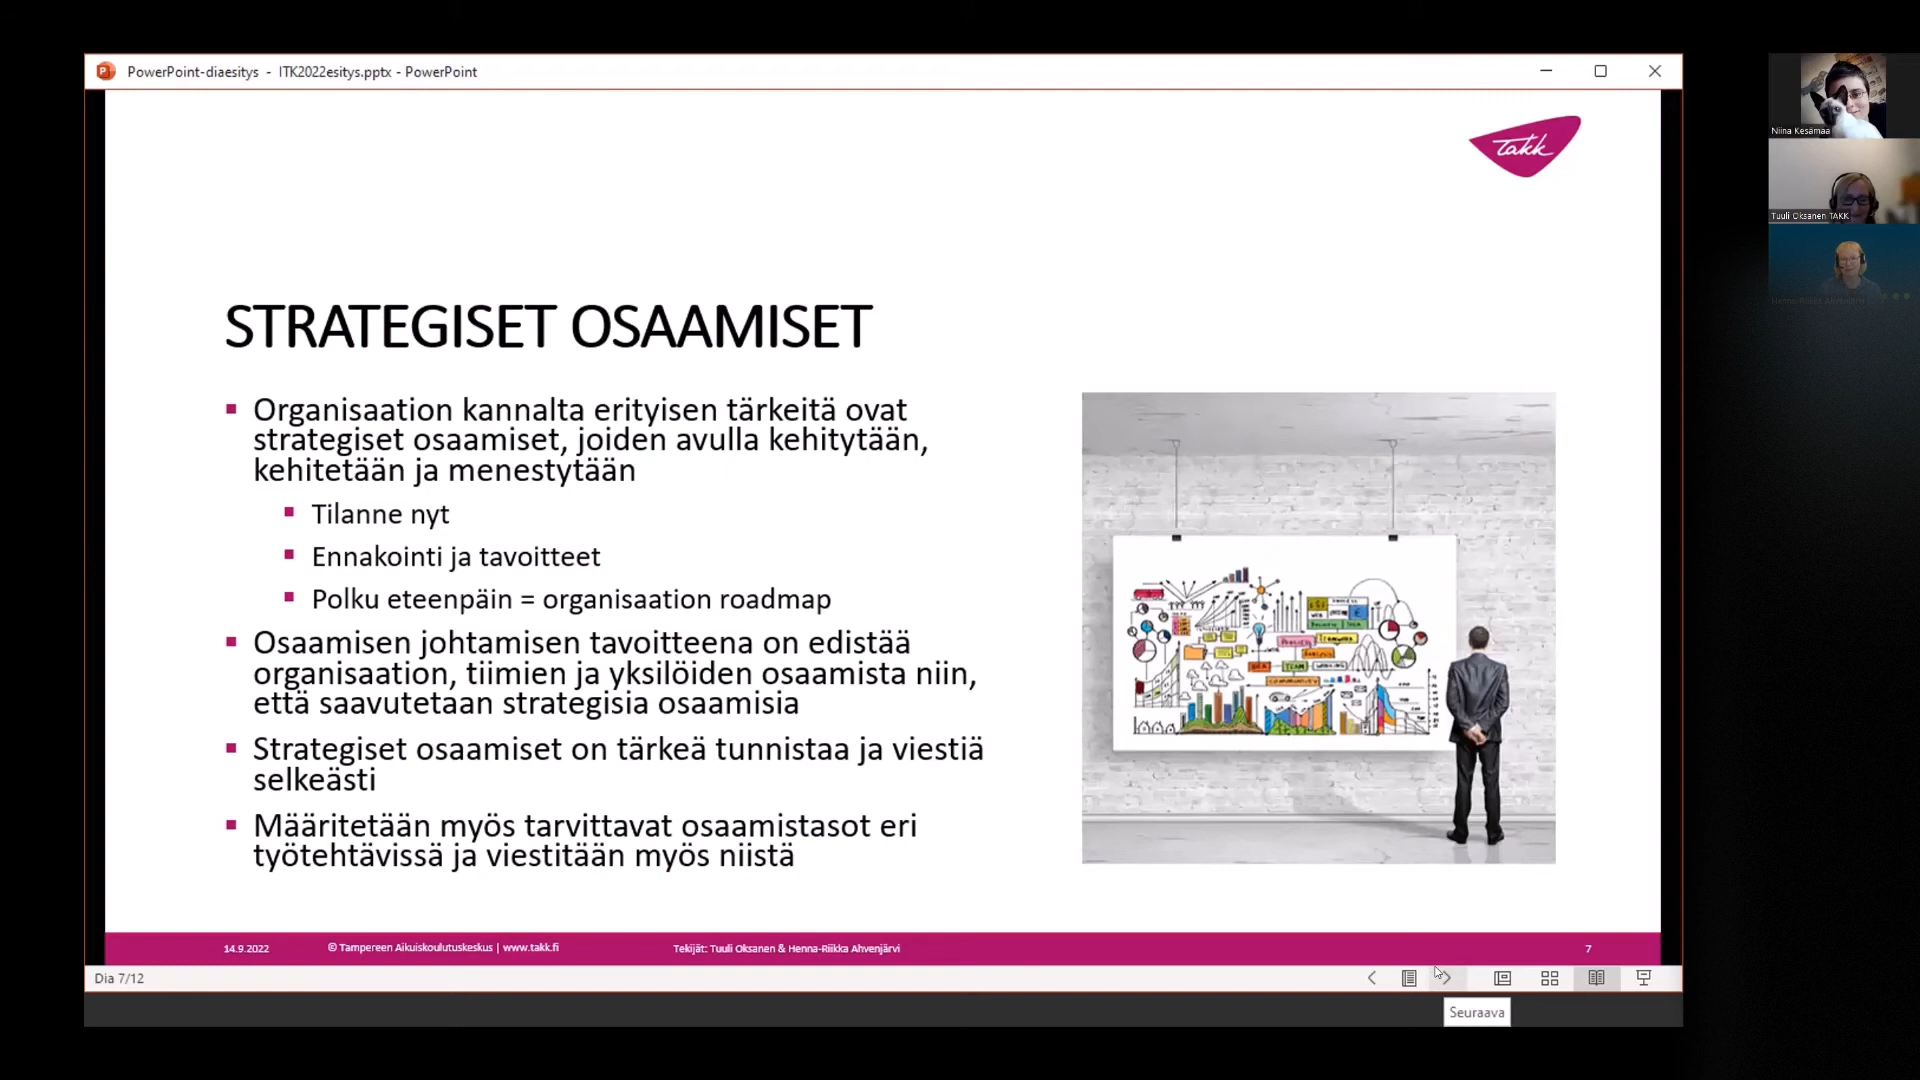 PowerPoint-diaesitys - ITK2022esitys.pptx - PowerPoint
takk
Niina Kesämaa
Tuuli Oksanen TAKK
Henna-Riikka Ahvenjärvi
STRATEGISET OSAAMISET
▪ Organisaation kannalta erityisen tärkeitä ovat
strategiset osaamiset, joiden avulla kehitytään,
kehitetään ja menestytään
▪ Tilanne nyt
▪ Ennakointi ja tavoitteet
▪ Polku eteenpäin = organisaation roadmap
▪ Osaamisen johtamisen tavoitteena on edistää
organisaation, tiimien ja yksilöiden osaamista niin,
että saavutetaan strategisia osaamisia
▪ Strategiset osaamiset on tärkeä tunnistaa ja viestiä
selkeästi
▪ Määritetään myös tarvittavat osaamistasot eri
työtehtävissä ja viestitään myös niistä
TEAM
14.9.2022
© Tampereen Aikuiskoulutuskeskus | www.takk.fi
Tekijät: Tuuli Oksanen & Henna-Riikka Ahvenjärvi
7
Dia 7/12
Seuraava